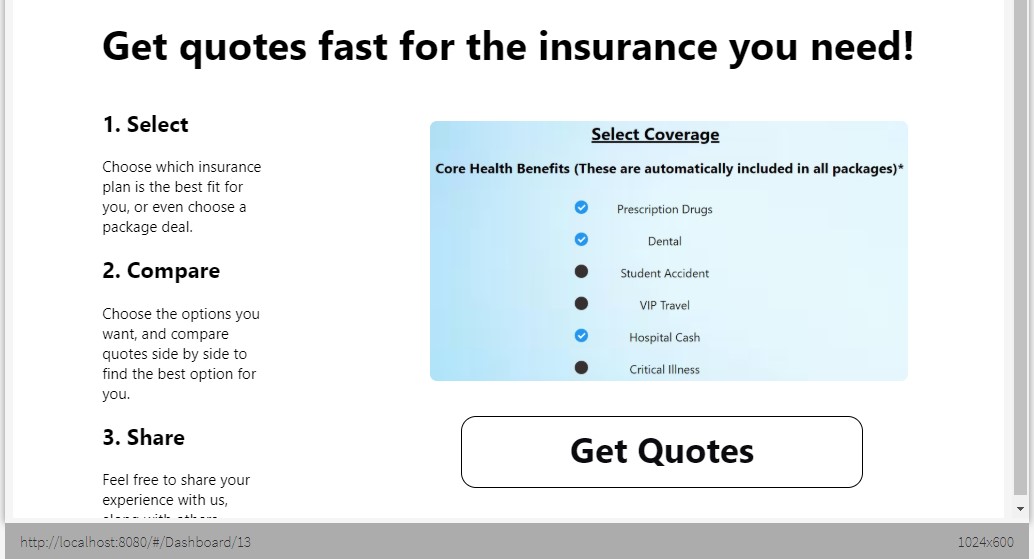 Get quotes fast for the insurance you need!
1. Select
Choose which insurance
plan is the best fit for
you, or even choose a
package deal.
2. Compare
Choose the options you
want, and compare
quotes side by side to
find the best option for
you.
3. Share
Feel free to share your
experience with us,
along with others
Select Coverage
Core Health Benefits (These are automatically included in all packages)*
Prescription Drugs
Dental
Student Accident
VIP Travel
Hospital Cash
Critical Illness
Get Quotes
http://localhost:8080/#/Dashboard/13
1024x600